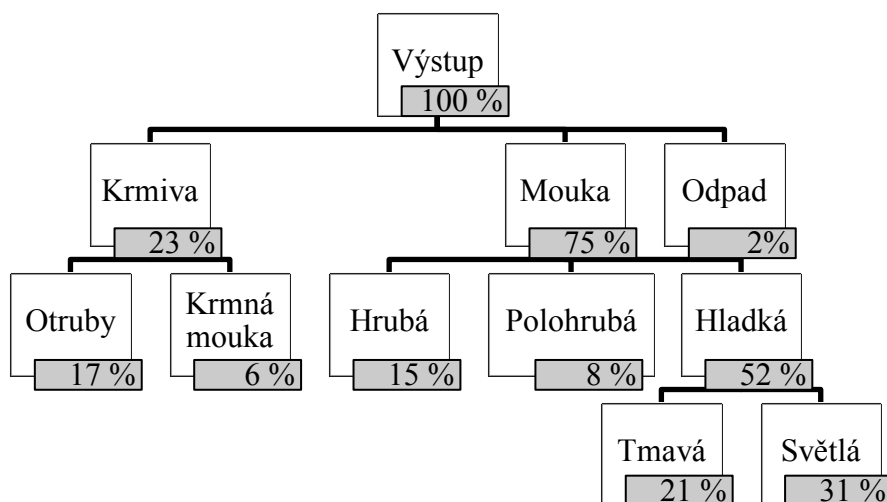 Výstup
100 %
Krmiva
23 %
Mouka
75 %
Odpad
2%
Otruby
17 %
Krmná
mouka
6 %
Hrubá
15 %
Polohrubá
8 %
Hladká
52 %
Tmavá
21 %
Světlá
31 %